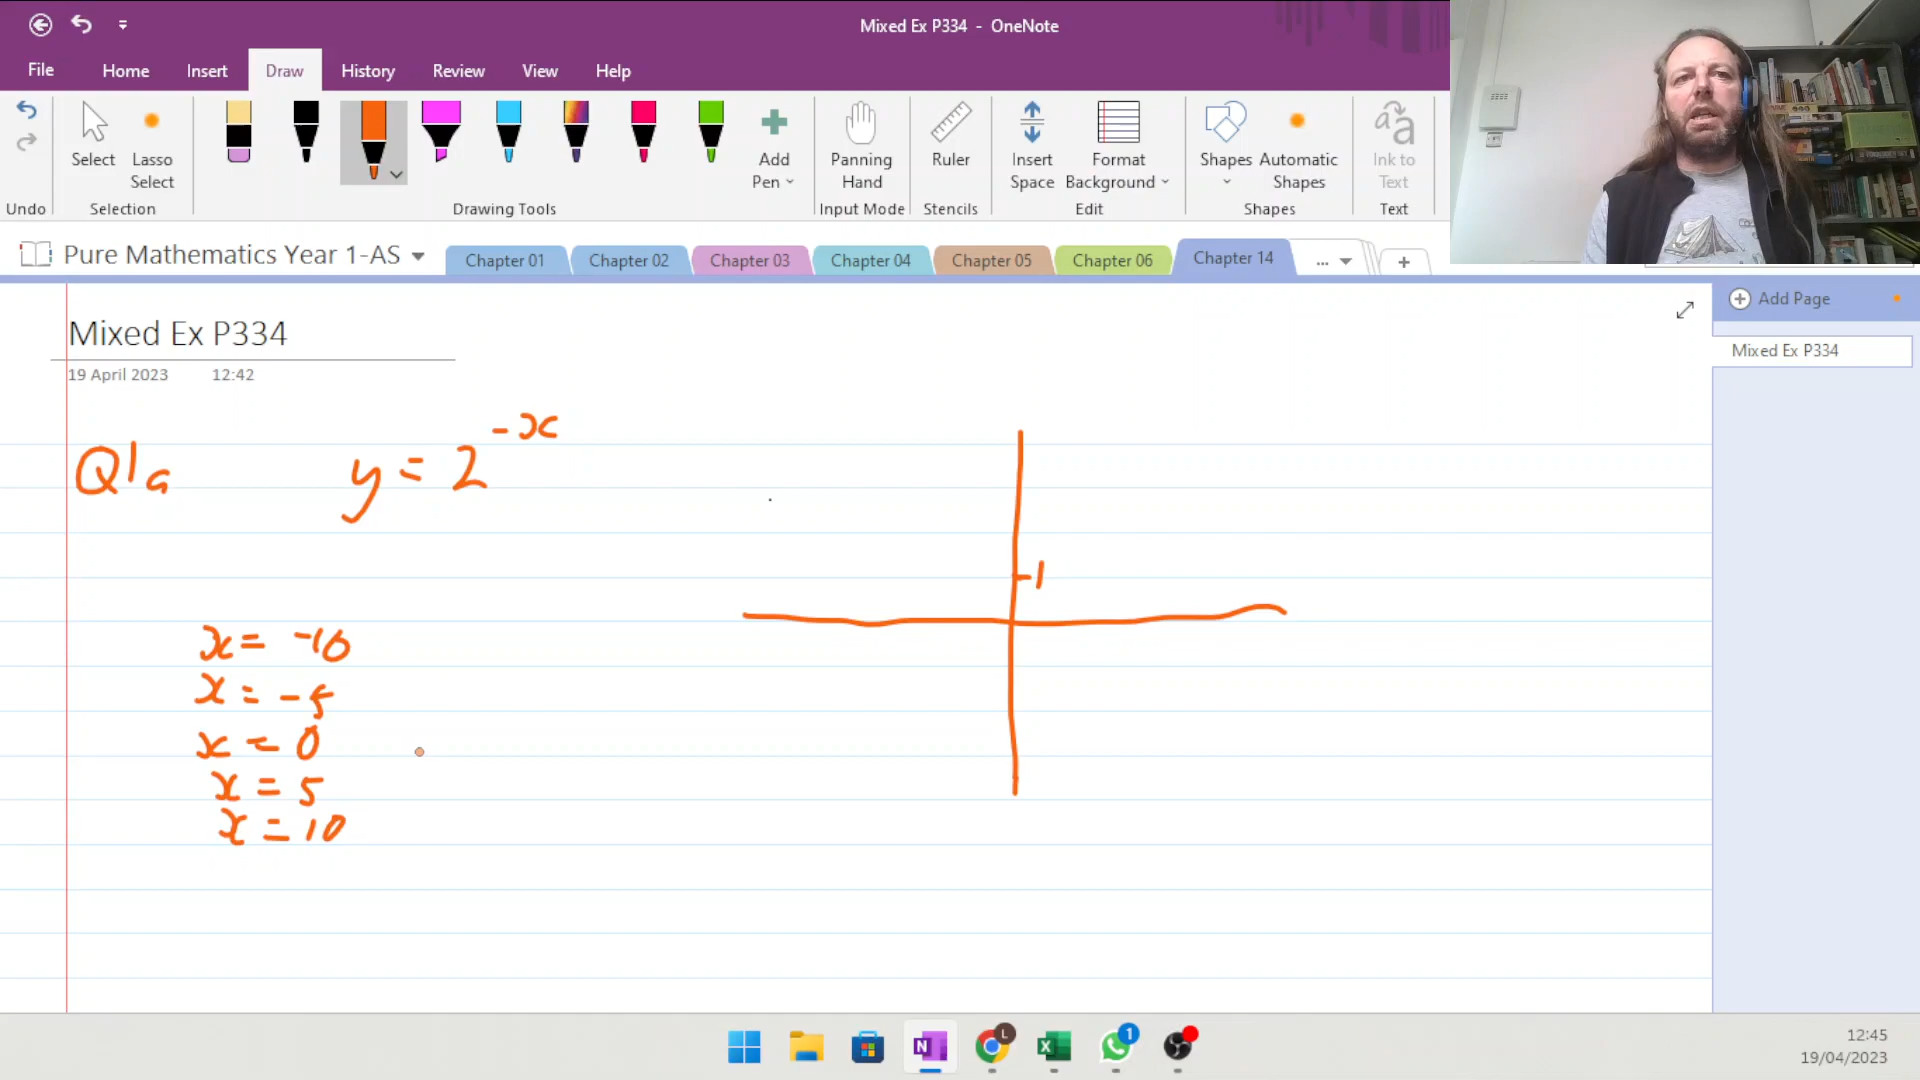 Mixed Ex P334 - OneNote
File Home Insert Draw History Review View Help
Select
Lasso Select
Add Pen
Panning Hand
Ruler
Insert Space
Format Background
Shapes
Automatic Shapes
Ink to Text
Undo Selection Drawing Tools Input Mode Stencils Edit Shapes Text
Pure Mathematics Year 1-AS Chapter 01 Chapter 02 Chapter 03 Chapter 04 Chapter 05 Chapter 06 Chapter 14 ...
Add Page
Mixed Ex P334
Mixed Ex P334
19 April 2023 12:42
Q1a y = 2^-x
1
x = -10
x = -5
x = 0
x = 5
x = 10
L
1
12:45
19/04/2023